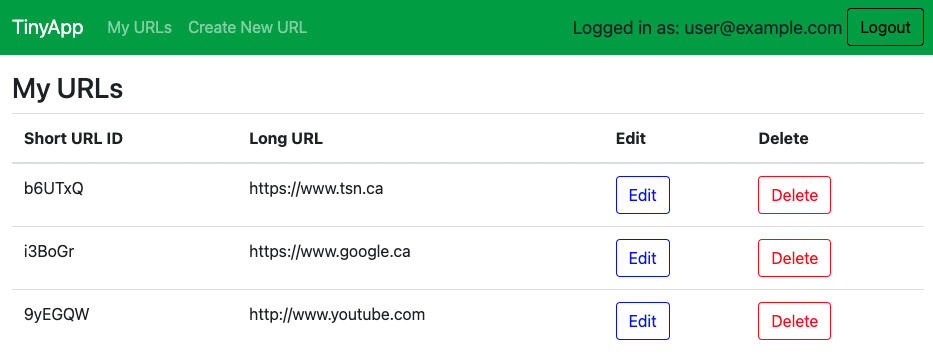 TinyApp My URLs Create New URL Logged in as: user@example.com Logout
My URLs
Short URL ID Long URL Edit Delete
b6UTxQ https://www.tsn.ca Edit Delete
i3BoGr https://www.google.ca Edit Delete
9yEGQW http://www.youtube.com Edit Delete